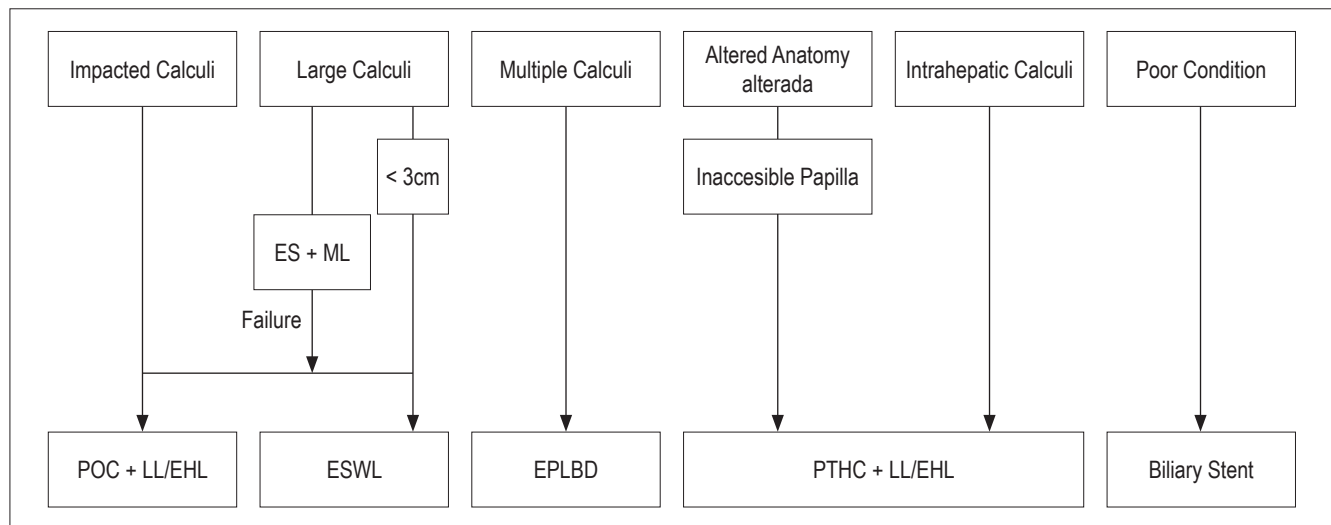 Impacted Calculi
Large Calculi
Multiple Calculi
Altered Anatomy
alterada
Intrahepatic Calculi
Poor Condition
< 3cm
Inaccesible Papilla
ES + ML
Failure
POC + LL/EHL
ESWL
EPLBD
PTHC + LL/EHL
Biliary Stent